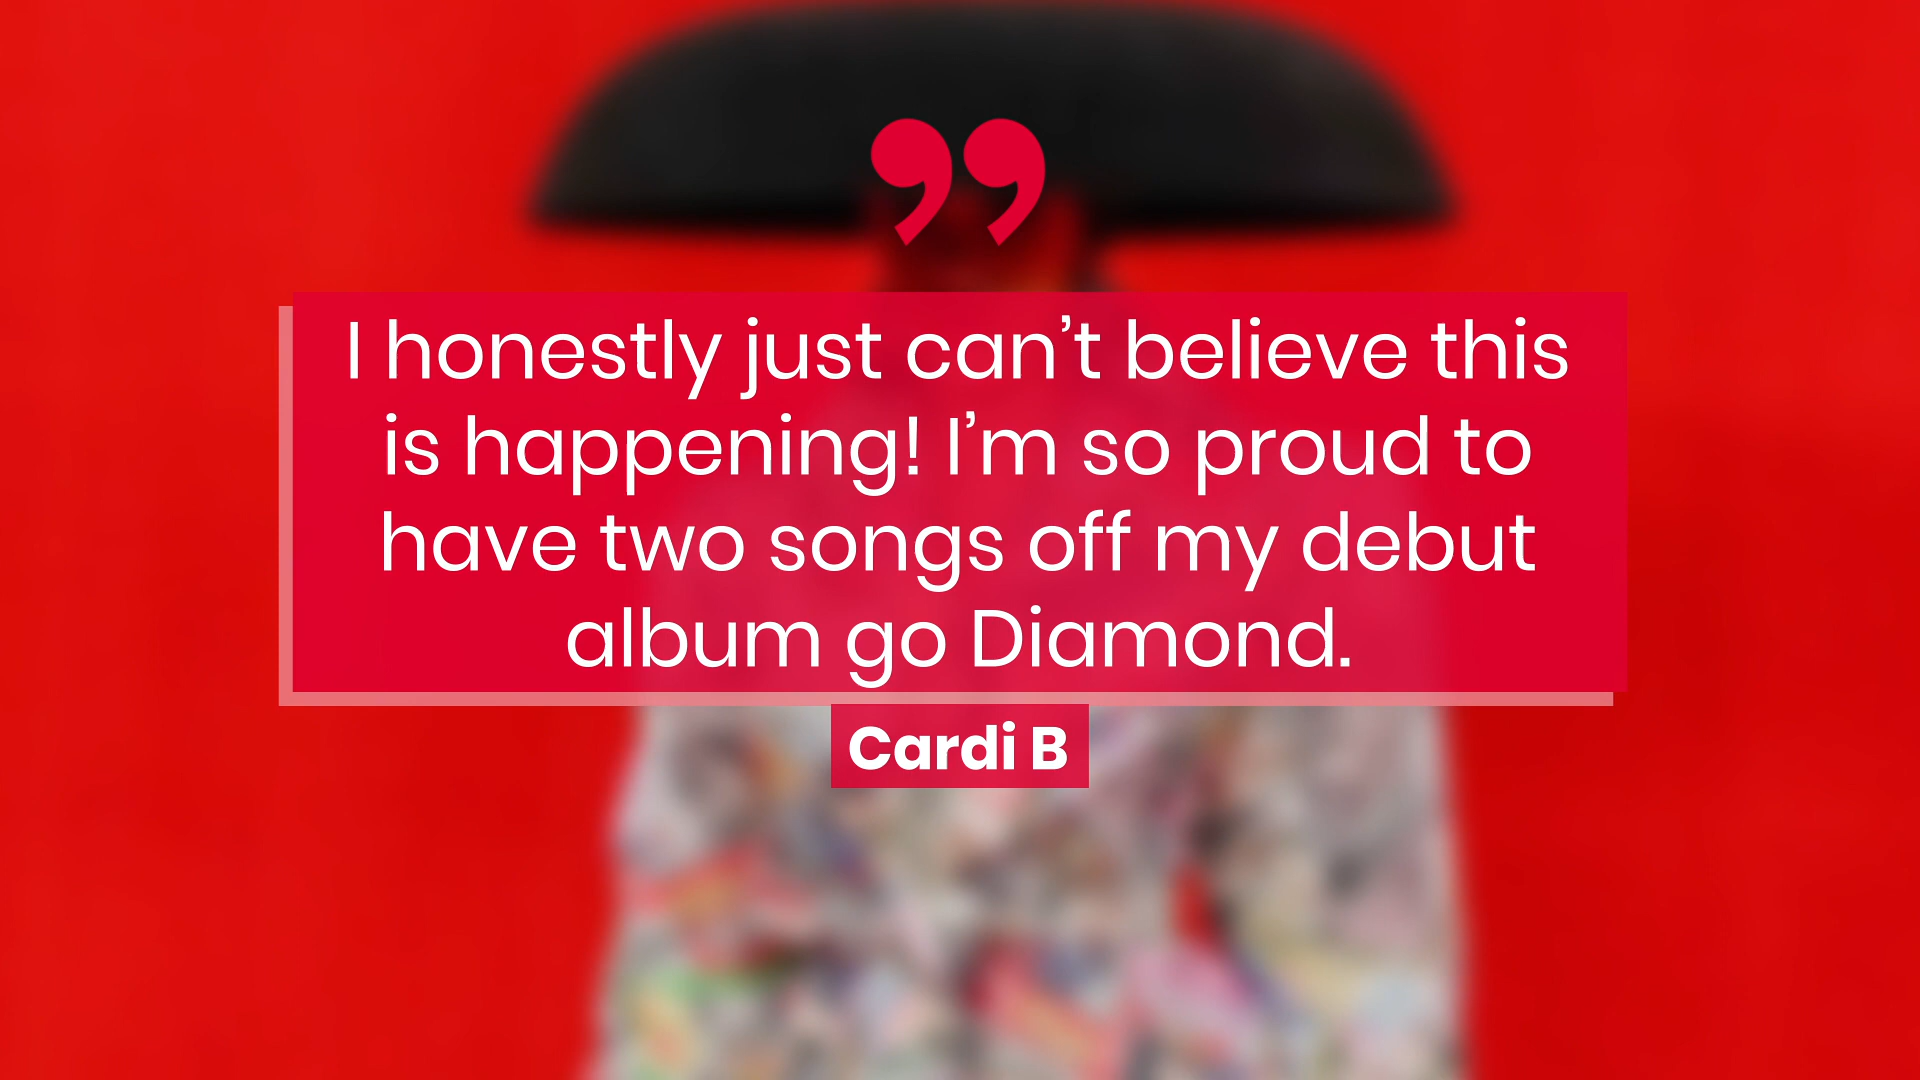 ”
I honestly just can’t believe this
is happening! I’m so proud to
have two songs off my debut
album go Diamond.
Cardi B